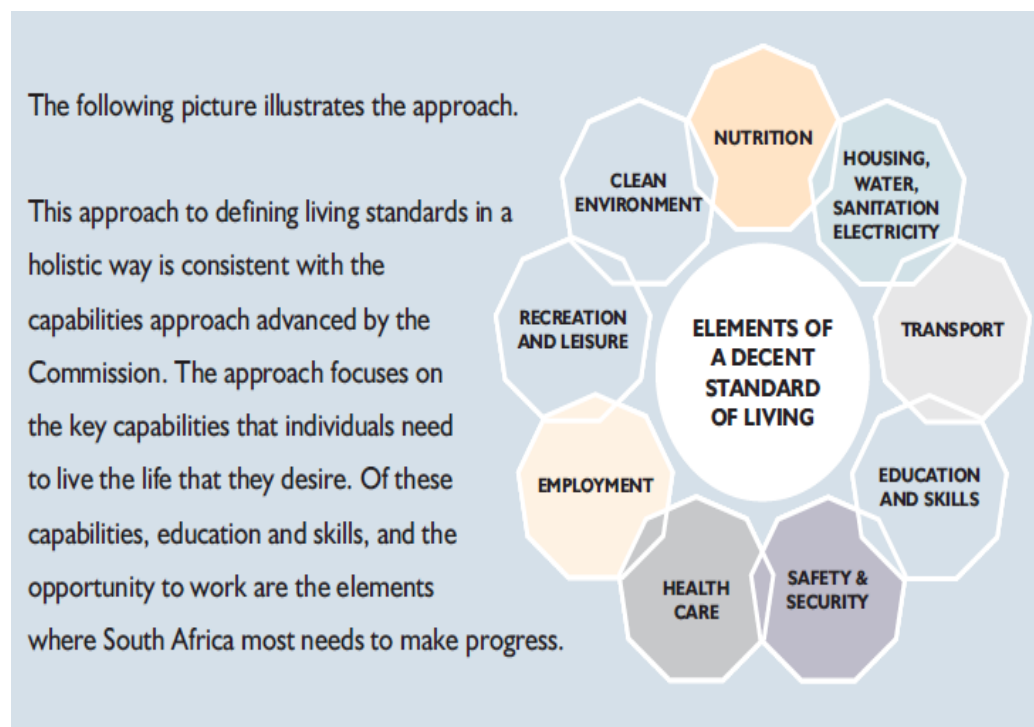 The following picture illustrates the approach.
This approach to defining living standards in a
holistic way is consistent with the
capabilities approach advanced by the
Commission. The approach focuses on
the key capabilities that individuals need
to live the life that they desire. Of these
capabilities, education and skills, and the
opportunity to work are the elements
where South Africa most needs to make progress.
NUTRITION
HOUSING,
WATER,
SANITATION
ELECTRICITY
TRANSPORT
EDUCATION
AND SKILLS
SAFETY &
SECURITY
HEALTH
CARE
EMPLOYMENT
RECREATION
AND LEISURE
CLEAN
ENVIRONMENT
ELEMENTS OF
A DECENT
STANDARD
OF LIVING